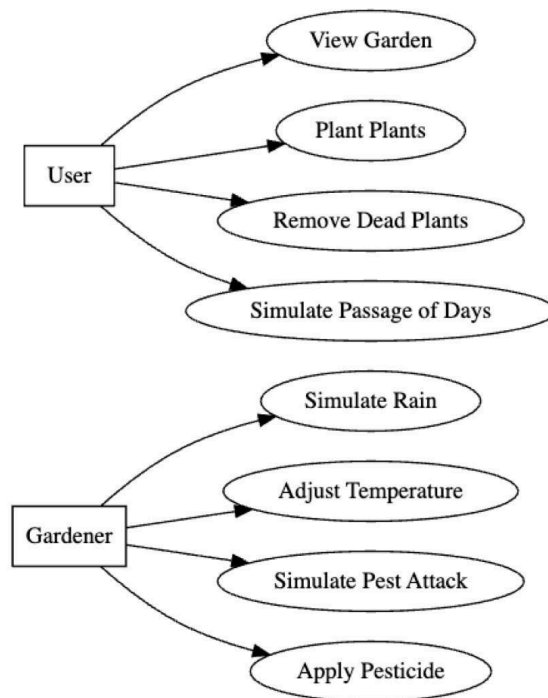 View Garden
Plant Plants
User
Remove Dead Plants
Simulate Passage of Days
Simulate Rain
Adjust Temperature
Gardener
Simulate Pest Attack
Apply Pesticide